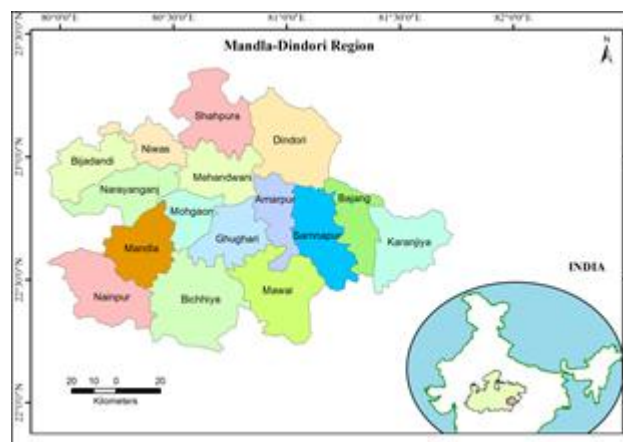 80°0'0"E 80°30'0"E 81°0'0"E 81°30'0"E 82°0'0"E
Mandla-Dindori Region
N
23°30'0"N
Shahpura
Dindori
Niwas
Bijadandi
23°0'0"N
Mehandwani
Narayanganj
Amarpur
Bajang
Mohgaon
Samnapur
Ghughari
Karanjiya
Mandla
INDIA
Mawai
Nainpur
Bichhiya
22°30'0"N
20 10 0 20
Kilometers
22°0'0"N